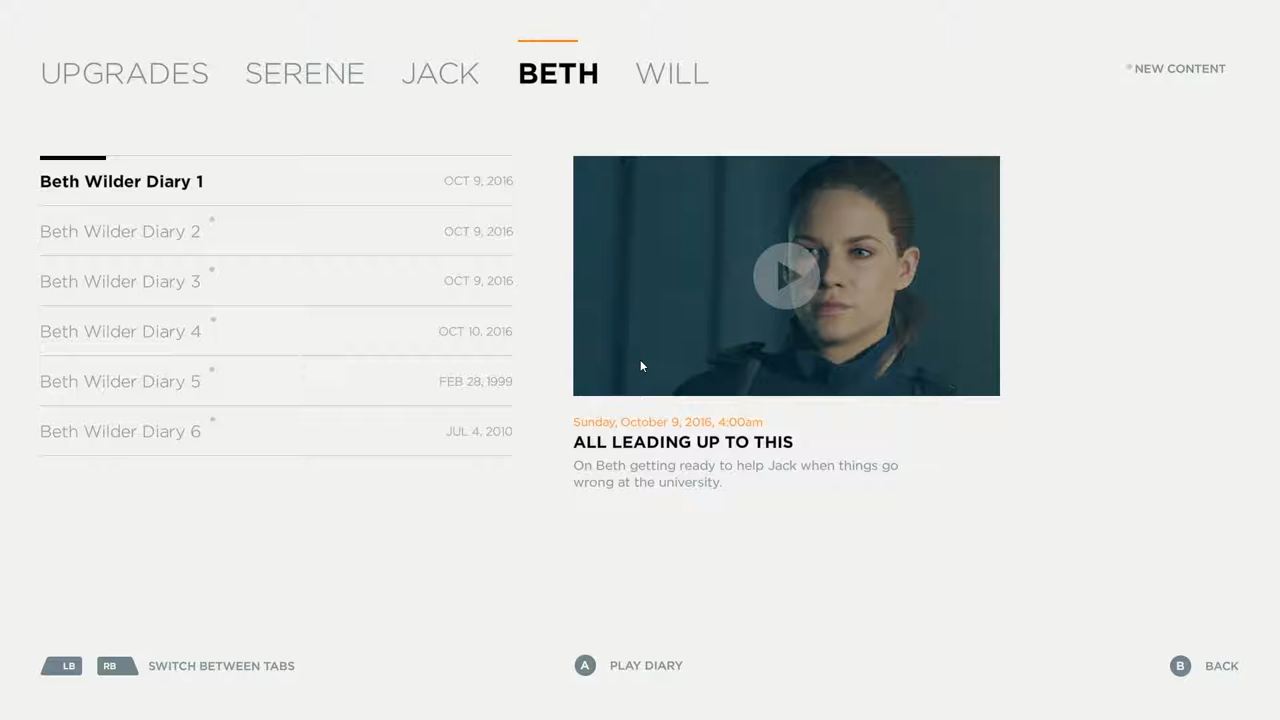 UPGRADES SERENE JACK BETH WILL
NEW CONTENT
Beth Wilder Diary 1 OCT 9, 2016
Beth Wilder Diary 2 OCT 9, 2016
Beth Wilder Diary 3 OCT 9, 2016
Beth Wilder Diary 4 OCT 10, 2016
Beth Wilder Diary 5 FEB 28, 1999
Beth Wilder Diary 6 JUL 4, 2010
Sunday, October 9, 2016, 4:00am
ALL LEADING UP TO THIS
On Beth getting ready to help Jack when things go
wrong at the university.
LB RB SWITCH BETWEEN TABS
A PLAY DIARY
B BACK